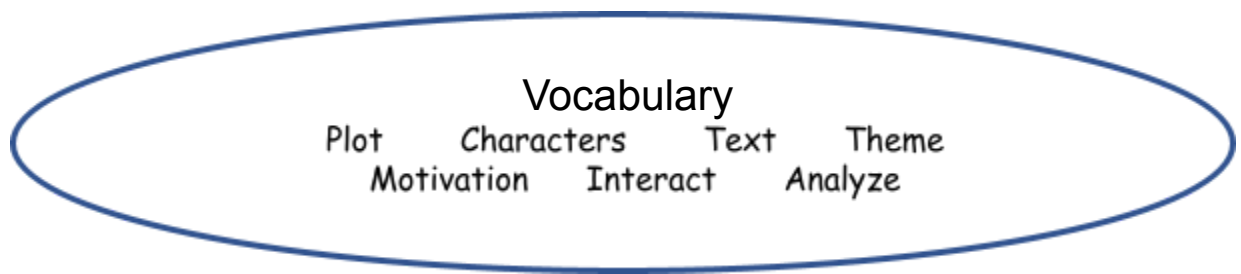 Vocabulary
Plot Characters Text Theme
Motivation Interact Analyze